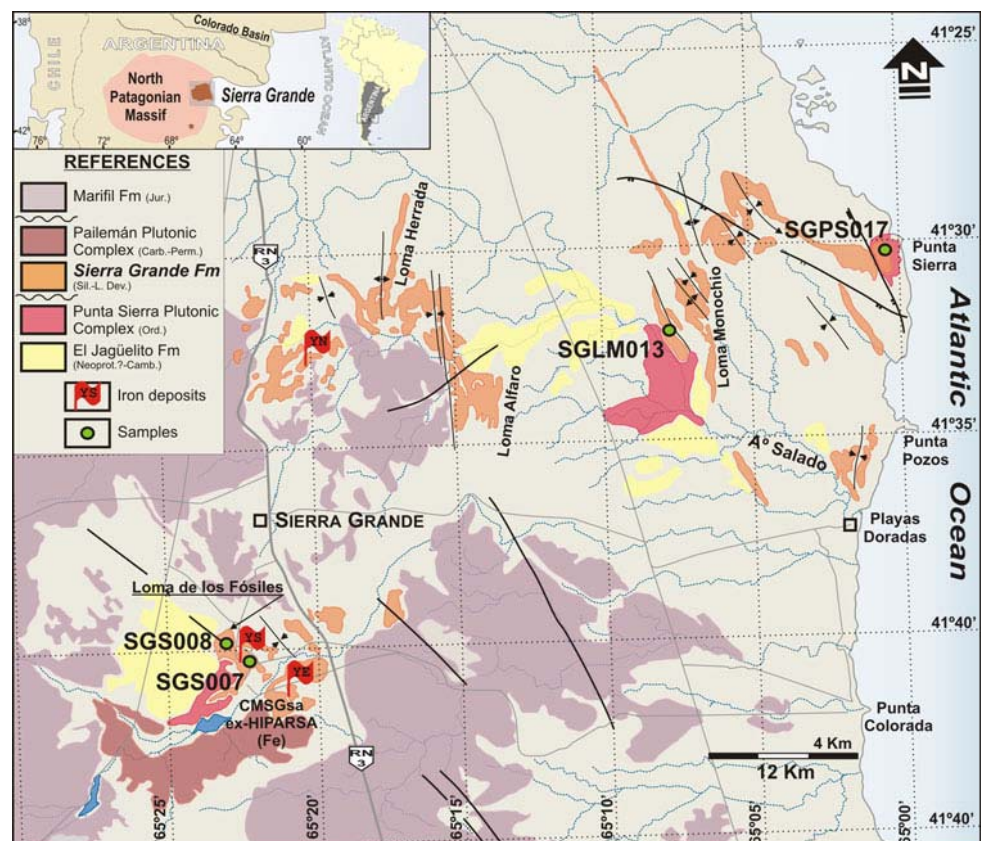 38°
Colorado Basin
ARGENTINA
CHILE
North
Patagonian
Massif
Sierra Grande
ATLANTIC OCEAN
ARGENTINA
ATLANTIC OCEAN
42°
76° 72° 68° 64° 60°
REFERENCES
Marifil Fm (Jur.)
Pailemán Plutonic
Complex (Carb.-Perm.)
Sierra Grande Fm
(Sil.-L. Dev.)
Punta Sierra Plutonic
Complex (Ord.)
El Jagüelito Fm
(Neoprot.?-Camb.)
YS
Iron deposits
Samples
41°25'
N
RN
3
Loma Herrada
SGPS017
41°30'
Punta
Sierra
YN
SGLM013
Loma Monochio
Loma Alfaro
Atlantic Ocean
41°35'
Aº Salado
Punta
Pozos
SIERRA GRANDE
Playas
Doradas
Loma de los Fósiles
SGS008
YS
41°40'
SGS007
YE
CMSGsa
ex-HIPARSA
(Fe)
Punta
Colorada
RN
3
4 Km
12 Km
65°25'
65°20'
65°15'
65°10'
65°05'
65°00'
41°40'